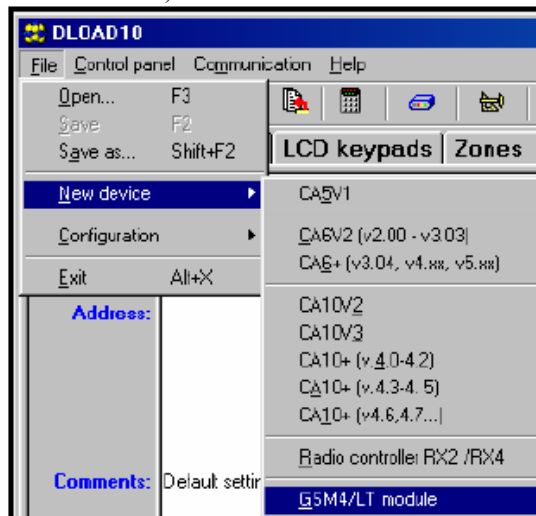 DLOAD10
File Control panel Communication Help
Open... F3
Save F2
Save as... Shift+F2
LCD keypads Zones
New device
CA5V1
Configuration
CA6V2 (v2.00 - v3.03)
CA6+ (v3.04, v4.xx, v5.xx)
Exit Alt+X
Address:
CA10V2
CA10V3
CA10+ (v.4.0-4.2)
CA10+ (v.4.3-4.5)
CA10+ (v4.6,4.7...)
Radio controller RX2 /RX4
Comments: Default settin
GSM4/LT module